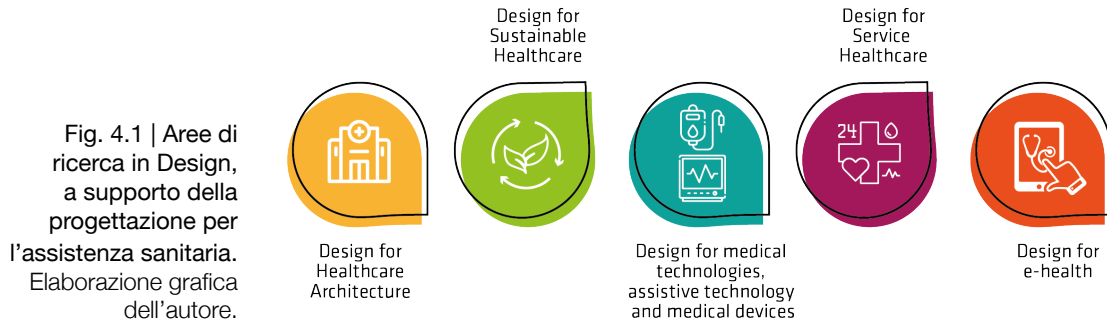 Fig. 4.1 | Aree di
ricerca in Design,
a supporto della
progettazione per
l'assistenza sanitaria.
Elaborazione grafica
dell'autore.
Design for
Healthcare
Architecture
Design for
Sustainable
Healthcare
Design for medical
technologies,
assistive technology
and medical devices
Design for
Service
Healthcare
24
Design for
e-health